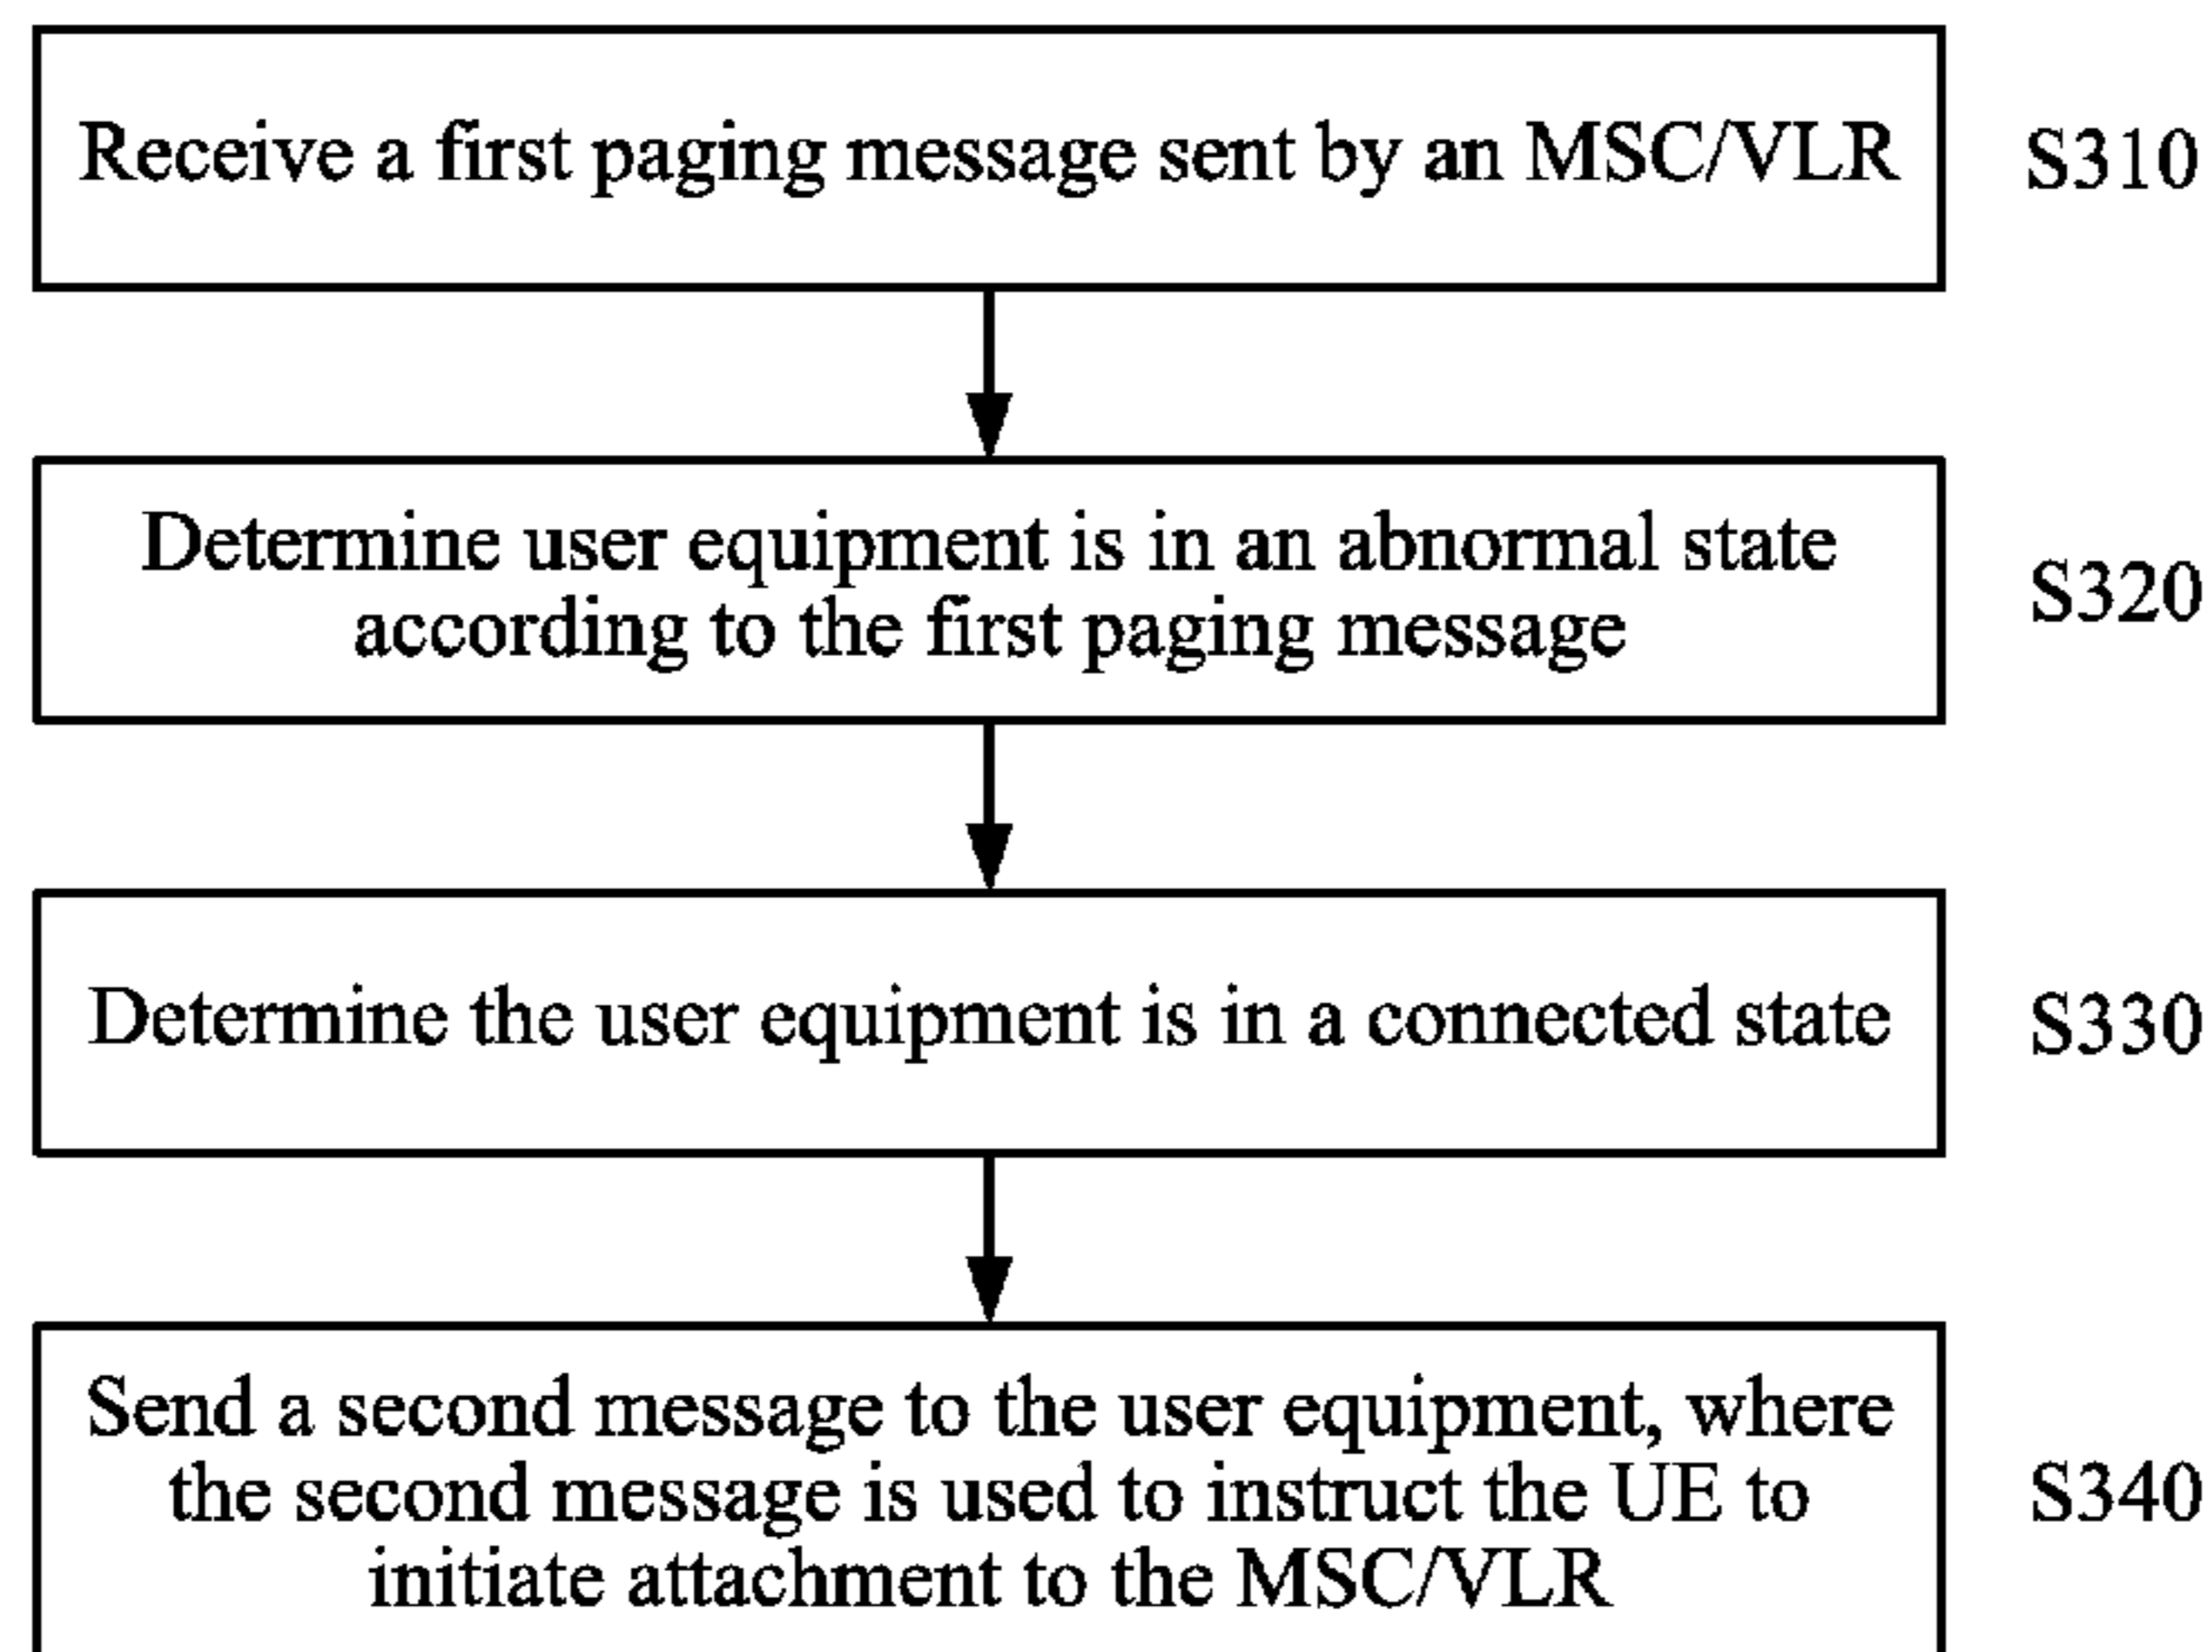 Receive a first paging message sent by an MSC/VLR
S310
Determine user equipment is in an abnormal state
according to the first paging message
S320
Determine the user equipment is in a connected state
S330
Send a second message to the user equipment, where
the second message is used to instruct the UE to
initiate attachment to the MSC/VLR
S340